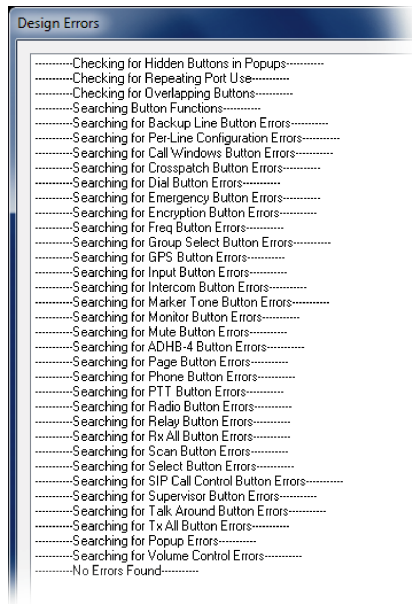 Design Errors
----------Checking for Hidden Buttons in Popups----------
----------Checking for Repeating Port Use----------
----------Checking for Overlapping Buttons----------
----------Searching Button Functions----------
----------Searching for Backup Line Button Errors----------
----------Searching for Per-Line Configuration Errors----------
----------Searching for Call Windows Button Errors----------
----------Searching for Crosspatch Button Errors----------
----------Searching for Dial Button Errors----------
----------Searching for Emergency Button Errors----------
----------Searching for Encryption Button Errors----------
----------Searching for Freq Button Errors----------
----------Searching for Group Select Button Errors----------
----------Searching for GPS Button Errors----------
----------Searching for Input Button Errors----------
----------Searching for Intercom Button Errors----------
----------Searching for Marker Tone Button Errors----------
----------Searching for Monitor Button Errors----------
----------Searching for Mute Button Errors----------
----------Searching for ADHB-4 Button Errors----------
----------Searching for Page Button Errors----------
----------Searching for Phone Button Errors----------
----------Searching for PTT Button Errors----------
----------Searching for Radio Button Errors----------
----------Searching for Relay Button Errors----------
----------Searching for Rx All Button Errors----------
----------Searching for Scan Button Errors----------
----------Searching for Select Button Errors----------
----------Searching for SIP Call Control Button Errors----------
----------Searching for Supervisor Button Errors----------
----------Searching for Talk Around Button Errors----------
----------Searching for Tx All Button Errors----------
----------Searching for Popup Errors----------
----------Searching for Volume Control Errors----------
----------No Errors Found----------